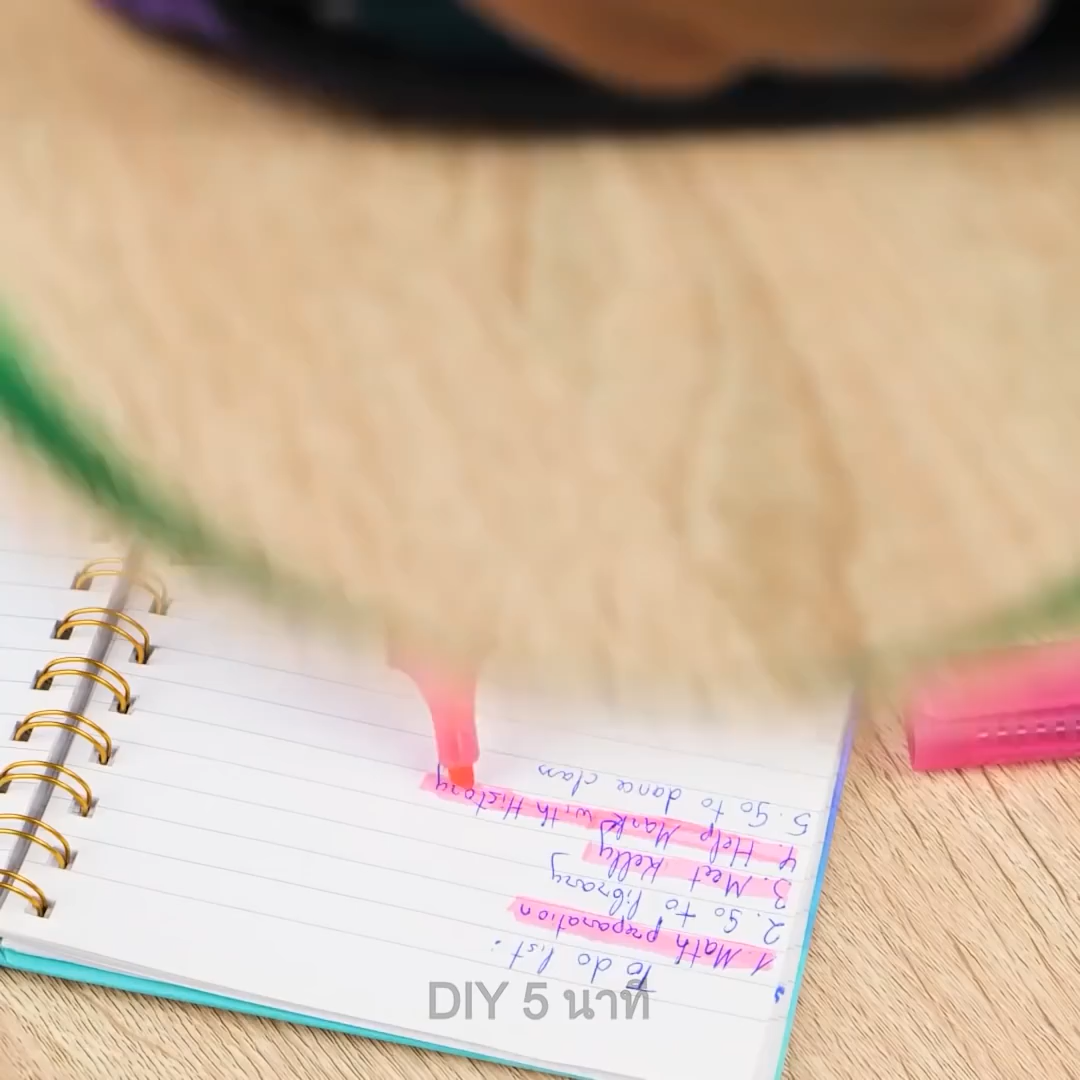 To do list:
1. Math preparation
2. Go to library
3. Meet Kelly
4. Help Mark with History
5. Go to dance class
DIY 5 นาที